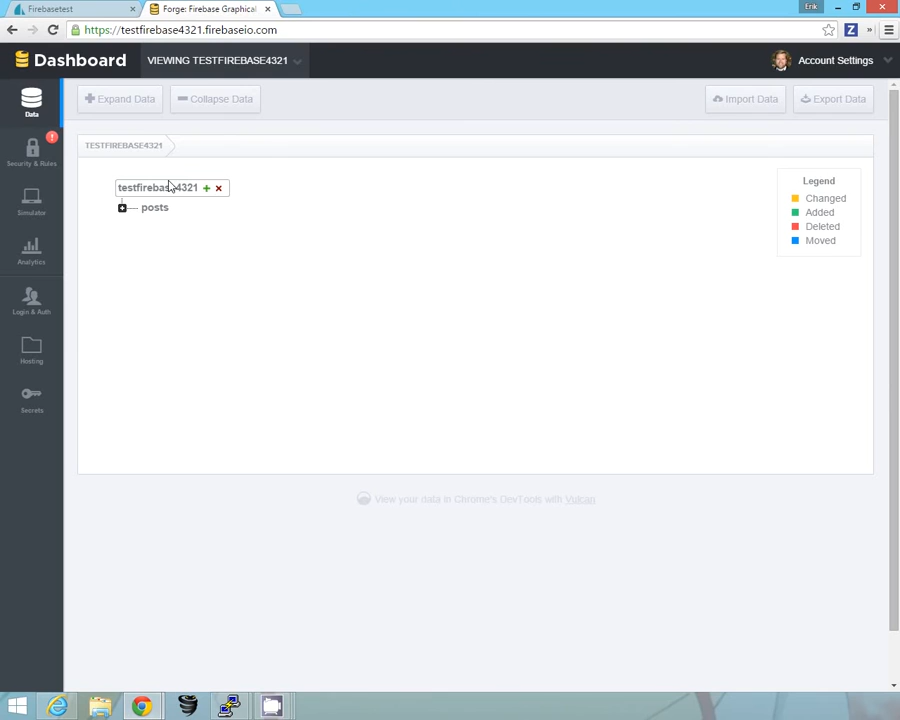 Firebasetest
Forge: Firebase Graphical
Erik
https://testfirebase4321.firebaseio.com
Dashboard
VIEWING TESTFIREBASE4321
Account Settings
Data
Security & Rules
Simulator
Analytics
Login & Auth
Hosting
Secrets
Expand Data
Collapse Data
Import Data
Export Data
TESTFIREBASE4321
testfirebase4321
posts
Legend
Changed
Added
Deleted
Moved
View your data in Chrome's DevTools with Vulcan